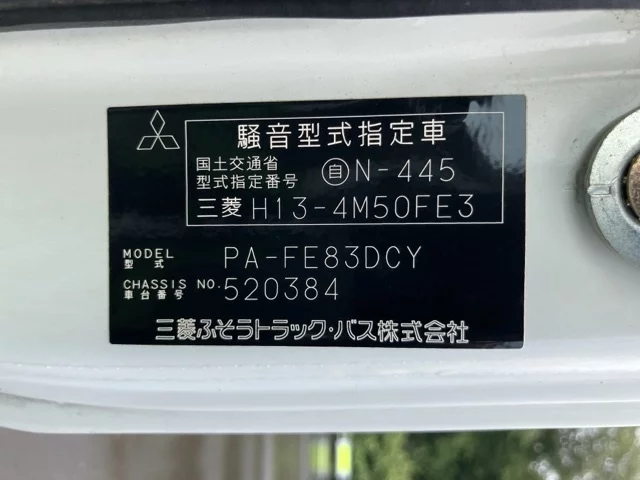 騒音型式指定車
国土交通省
型式指定番号 ㊂N-445
三菱 H13-4M50FE3
MODEL
型式 PA-FE83DCY
CHASSIS NO.
車台番号 520384
三菱ふそうトラック・バス株式会社